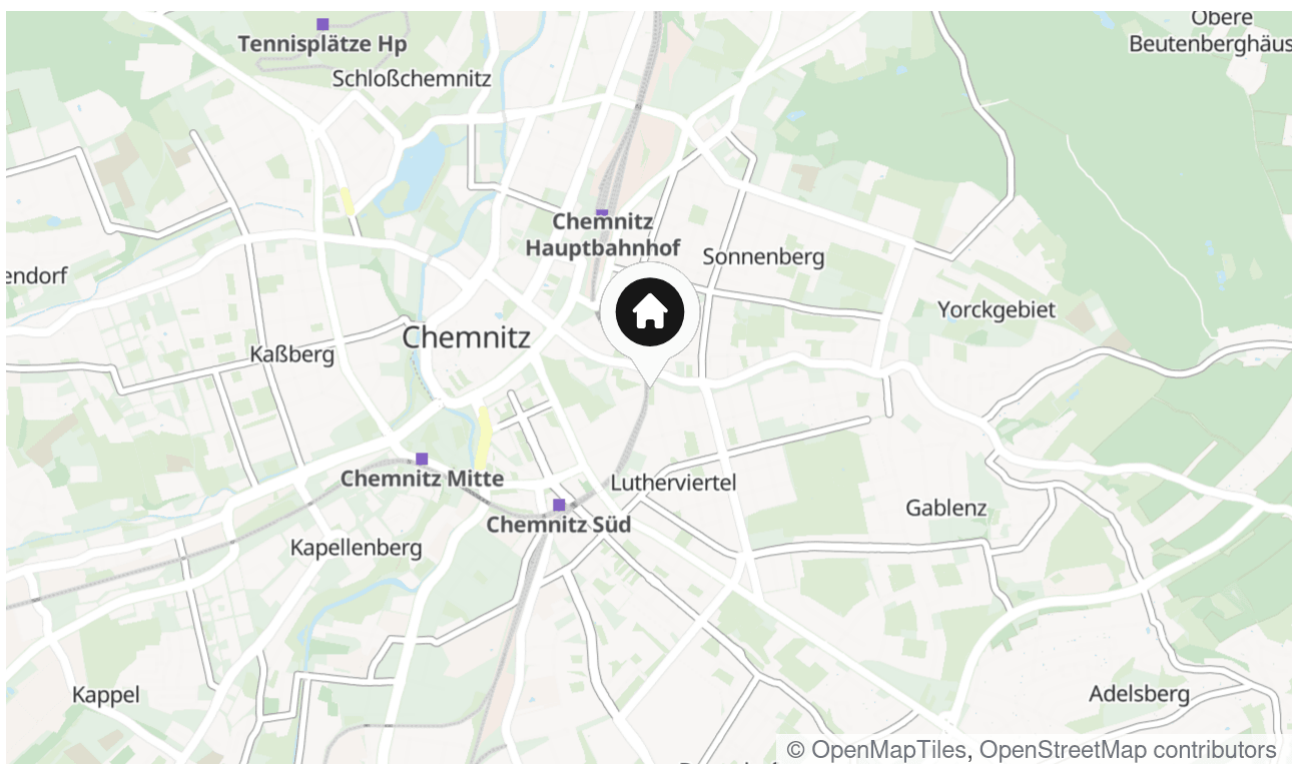 Obere
Beutenberghäus
Tennisplätze Hp
Schloßchemnitz
Chemnitz
Hauptbahnhof
Sonnenberg
endorf
Yorckgebiet
Chemnitz
Kaßberg
Chemnitz Mitte
Lutherviertel
Gablenz
Chemnitz Süd
Kapellenberg
Kappel
Adelsberg
© OpenMapTiles, OpenStreetMap contributors